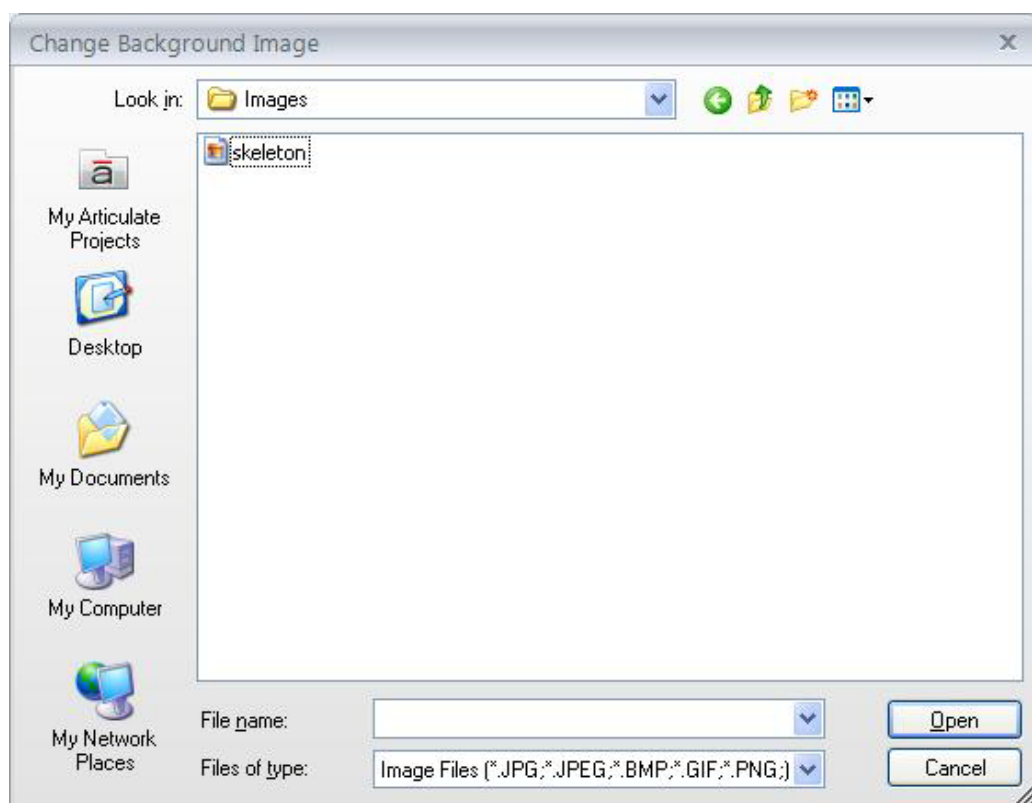 Change Background Image
Look in:
Images
skeleton
My Articulate
Projects
Desktop
My Documents
My Computer
My Network
Places
File name:
Open
Files of type:
Image Files (*.JPG;*.JPEG;*.BMP;*.GIF;*.PNG;)
Cancel